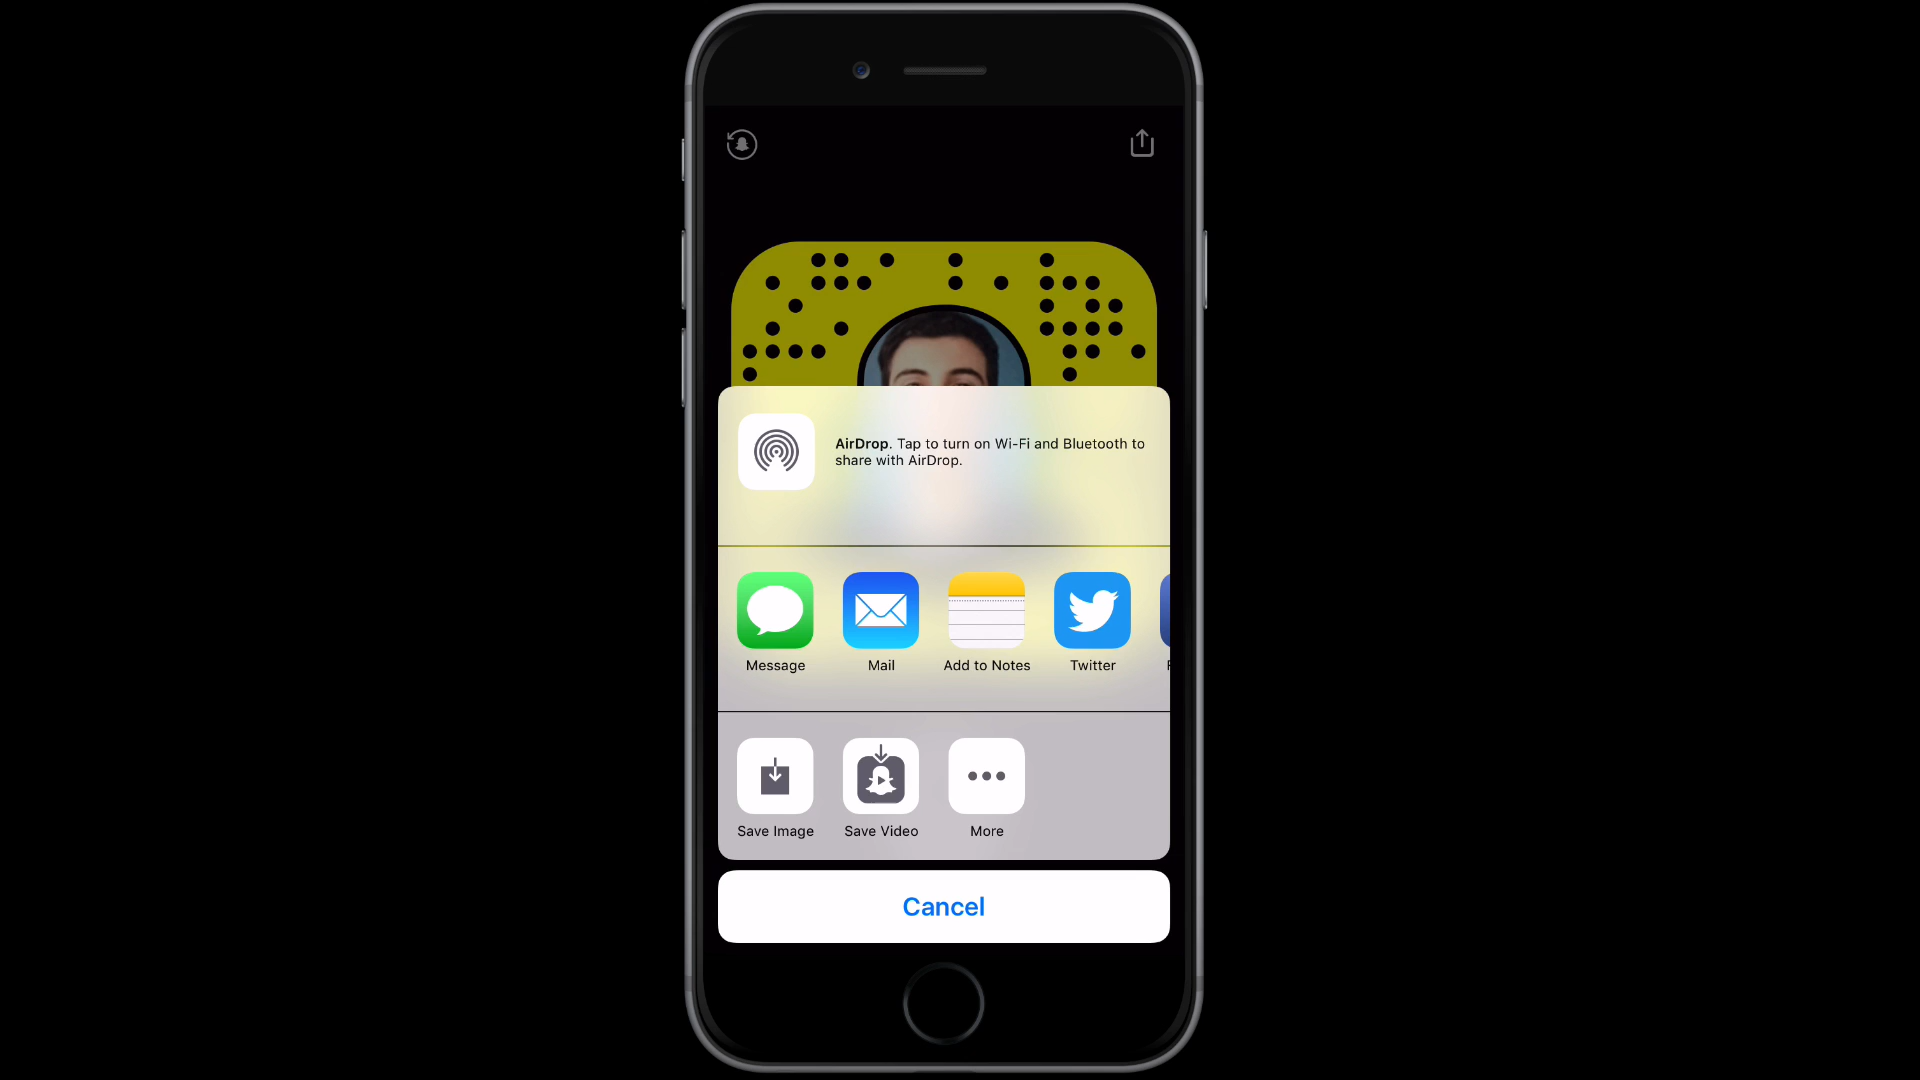 AirDrop. Tap to turn on Wi-Fi and Bluetooth to
share with AirDrop.
Message Mail Add to Notes Twitter
Save Image Save Video More
Cancel